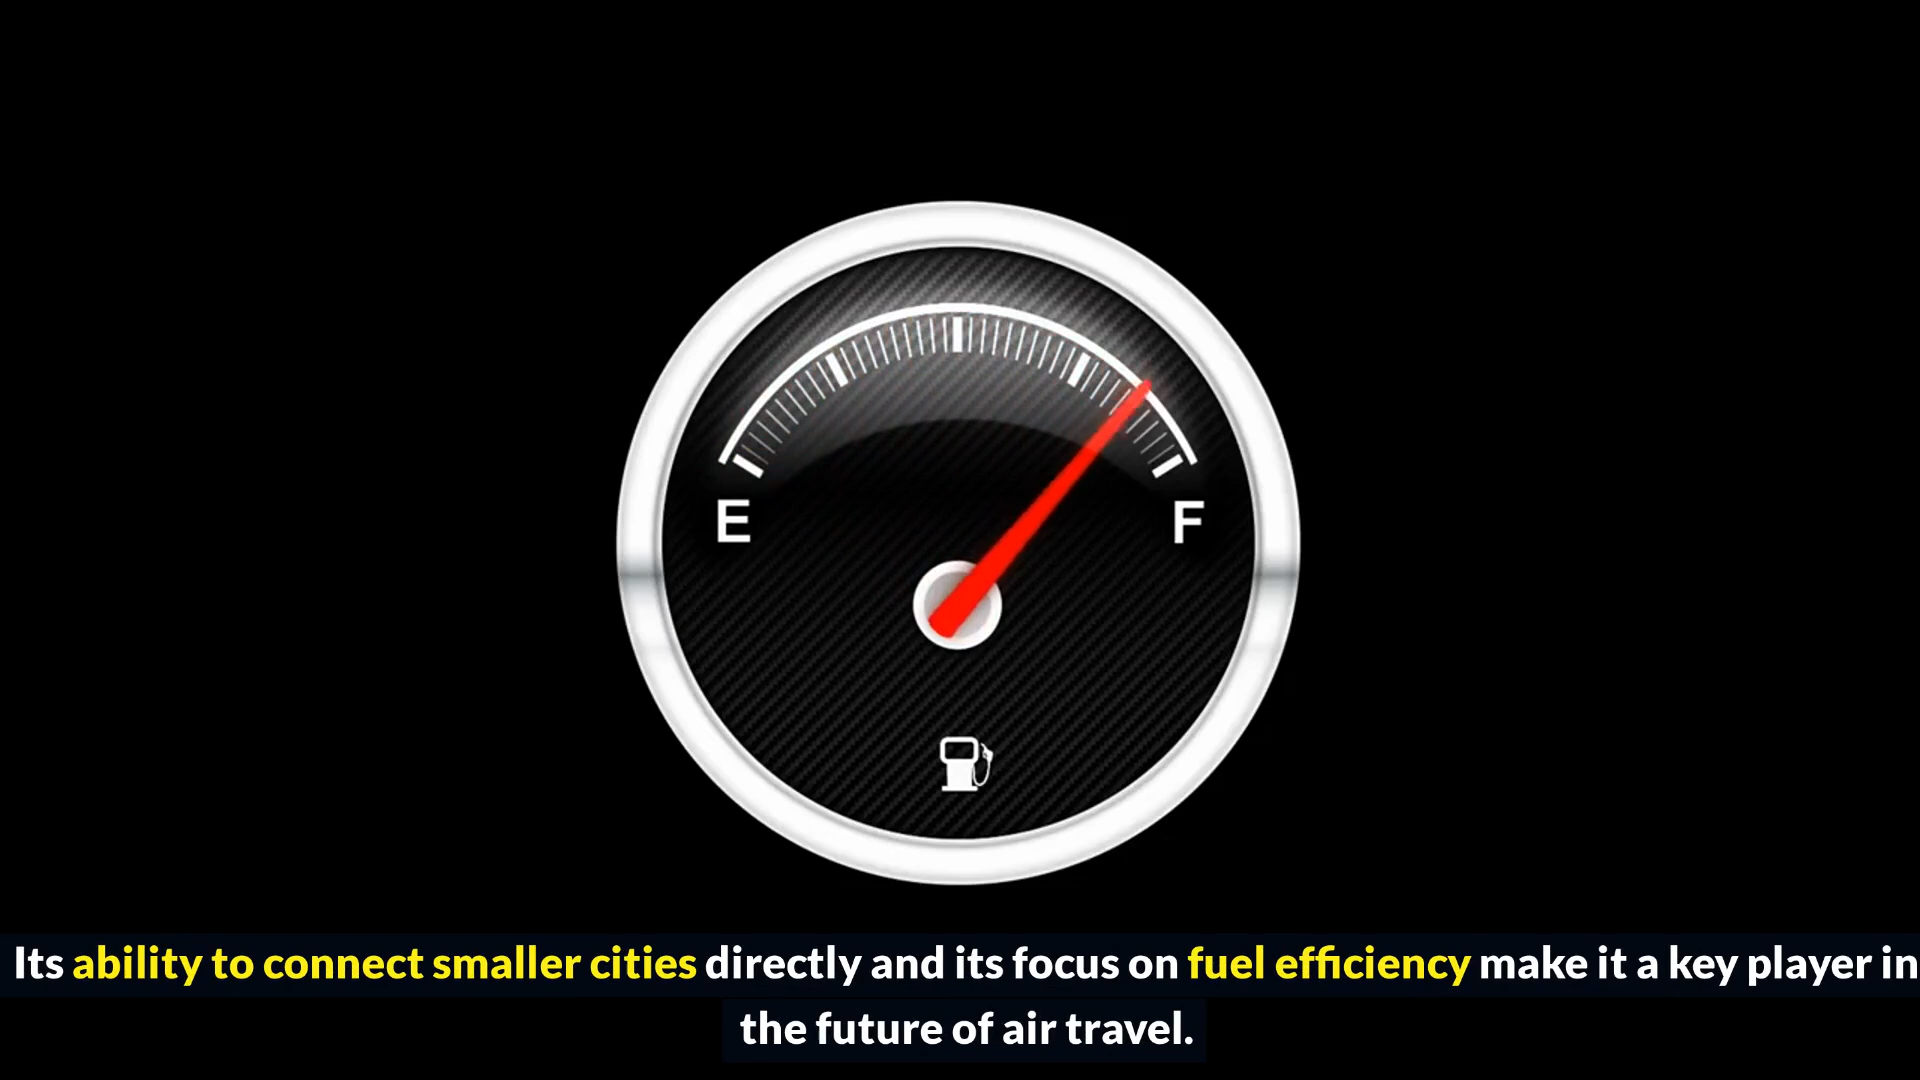 E
F
Its ability to connect smaller cities directly and its focus on fuel efficiency make it a key player in
the future of air travel.